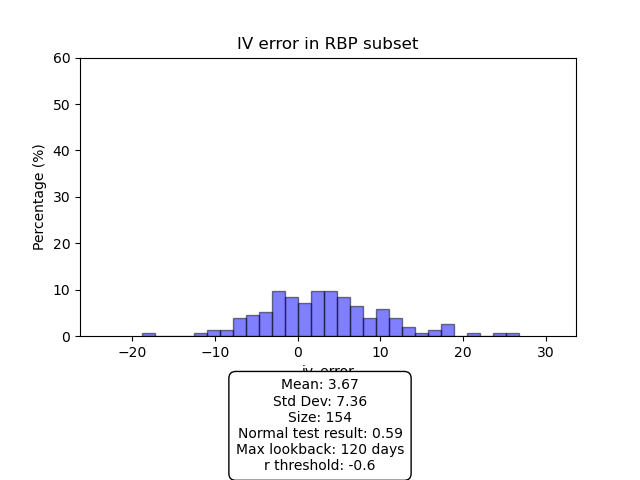 IV error in RBP subset
Percentage (%)
60
50
40
30
20
10
0
−20 −10 0 10 20 30
iv_error
Mean: 3.67
Std Dev: 7.36
Size: 154
Normal test result: 0.59
Max lookback: 120 days
r threshold: -0.6